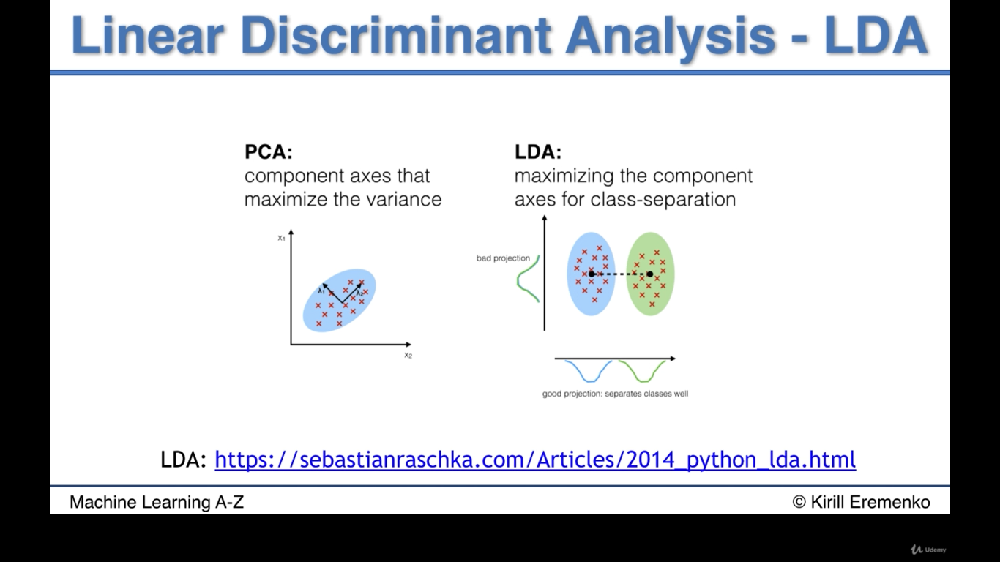 Linear Discriminant Analysis - LDA
PCA:
component axes that
maximize the variance
x₁
λ₁
λ₂
x₂
LDA:
maximizing the component
axes for class-separation
bad projection
good projection: separates classes well
LDA: https://sebastianraschka.com/Articles/2014_python_lda.html
Machine Learning A-Z
© Kirill Eremenko
Udemy